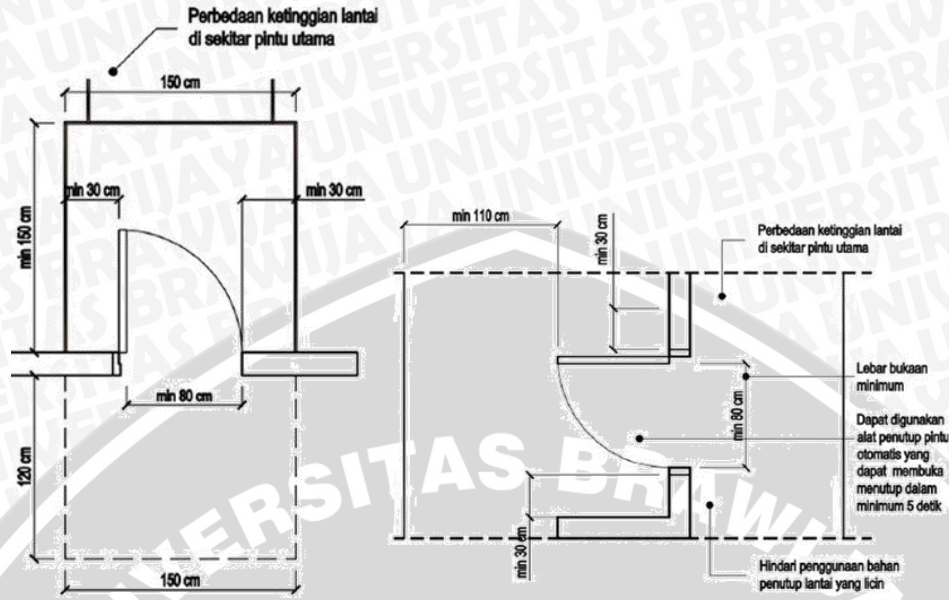 Perbedaan ketinggian lantai
di sekitar pintu utama
150 cm
min 30 cm
min 30 cm
min 150 cm
min 80 cm
120 cm
150 cm
min 110 cm
min 30 cm
Perbedaan ketinggian lantai
di sekitar pintu utama
Lebar bukaan
minimum
min 80 cm
Dapat digunakan
alat penutup pintu
otomatis yang
dapat membuka
menutup dalam
minimum 5 detik
min 30 cm
Hindari penggunaan bahan
penutup lantai yang licin
UNIVERSITAS BRAWIJAYA